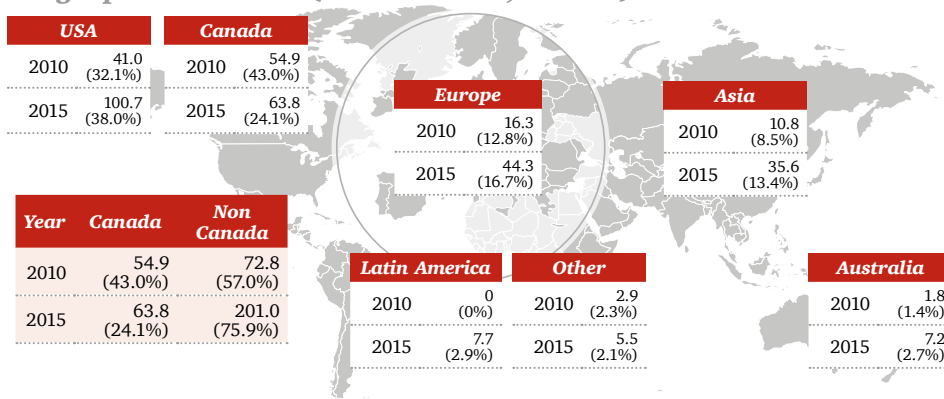 USA
2010 41.0
(32.1%)
2015 100.7
(38.0%)
Canada
2010 54.9
(43.0%)
2015 63.8
(24.1%)
Europe
2010 16.3
(12.8%)
2015 44.3
(16.7%)
Asia
2010 10.8
(8.5%)
2015 35.6
(13.4%)
Year Canada Non
Canada
2010 54.9 72.8
(43.0%) (57.0%)
2015 63.8 201.0
(24.1%) (75.9%)
Latin America
2010 0
(0%)
2015 7.7
(2.9%)
Other
2010 2.9
(2.3%)
2015 5.5
(2.1%)
Australia
2010 1.8
(1.4%)
2015 7.2
(2.7%)